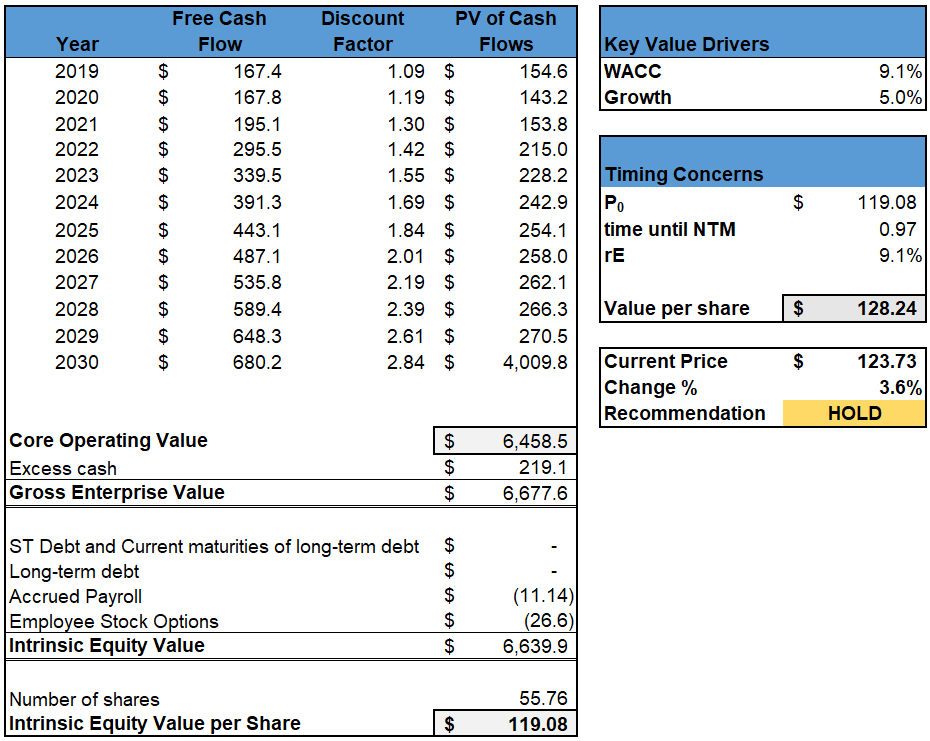 Free Cash Discount PV of Cash
Year Flow Factor Flows
2019 $ 167.4 1.09 $ 154.6
2020 $ 167.8 1.19 $ 143.2
2021 $ 195.1 1.30 $ 153.8
2022 $ 295.5 1.42 $ 215.0
2023 $ 339.5 1.55 $ 228.2
2024 $ 391.3 1.69 $ 242.9
2025 $ 443.1 1.84 $ 254.1
2026 $ 487.1 2.01 $ 258.0
2027 $ 535.8 2.19 $ 262.1
2028 $ 589.4 2.39 $ 266.3
2029 $ 648.3 2.61 $ 270.5
2030 $ 680.2 2.84 $ 4,009.8
Core Operating Value $ 6,458.5
Excess cash $ 219.1
Gross Enterprise Value $ 6,677.6
ST Debt and Current maturities of long-term debt $ -
Long-term debt $ -
Accrued Payroll $ (11.14)
Employee Stock Options $ (26.6)
Intrinsic Equity Value $ 6,639.9
Number of shares 55.76
Intrinsic Equity Value per Share $ 119.08
Key Value Drivers
WACC 9.1%
Growth 5.0%
Timing Concerns
P₀ $ 119.08
time until NTM 0.97
rE 9.1%
Value per share $ 128.24
Current Price $ 123.73
Change % 3.6%
Recommendation HOLD